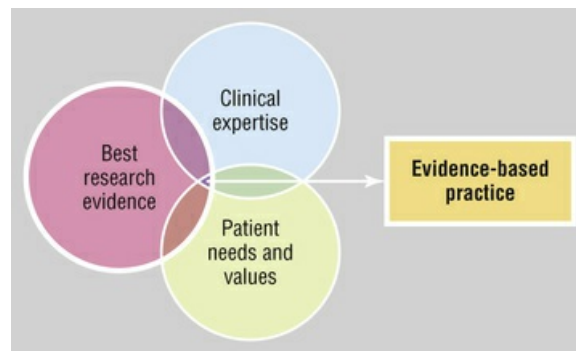 Clinical
expertise
Best
research
evidence
Evidence-based
practice
Patient
needs and
values